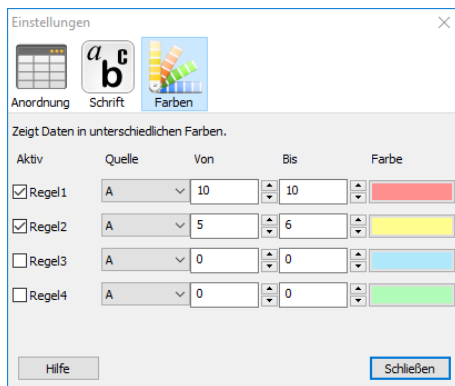 Einstellungen
a b c
Anordnung Schrift Farben
Zeigt Daten in unterschiedlichen Farben.
Aktiv Quelle Von Bis Farbe
Regel1 A 10 10
Regel2 A 5 6
Regel3 A 0 0
Regel4 A 0 0
Hilfe Schließen